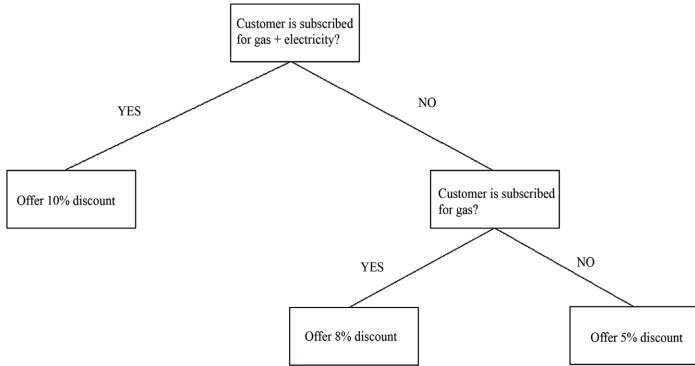 Customer is subscribed
for gas + electricity?
YES
NO
Offer 10% discount
Customer is subscribed
for gas?
YES
NO
Offer 8% discount
Offer 5% discount